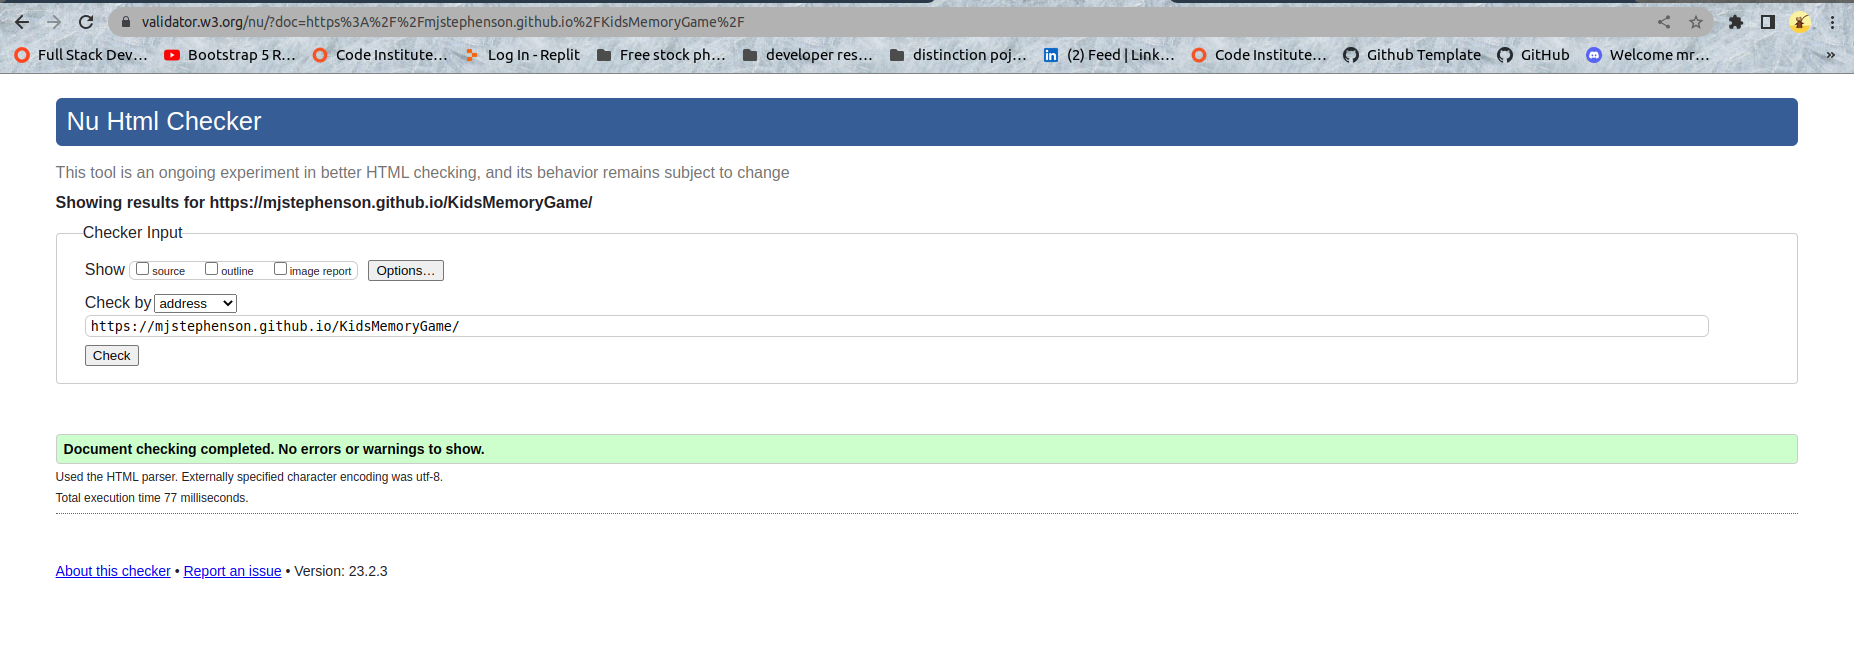 validator.w3.org/nu/?doc=https%3A%2F%2Fmjstephenson.github.io%2FKidsMemoryGame%2F
Full Stack Dev… Bootstrap 5 R… Code Institute… Log In - Replit Free stock ph… developer res… distinction poj… (2) Feed | Link… Code Institute… Github Template GitHub Welcome mr… »
Nu Html Checker
This tool is an ongoing experiment in better HTML checking, and its behavior remains subject to change
Showing results for https://mjstephenson.github.io/KidsMemoryGame/
Checker Input
Show source outline image report Options…
Check by address
https://mjstephenson.github.io/KidsMemoryGame/
Check
Document checking completed. No errors or warnings to show.
Used the HTML parser. Externally specified character encoding was utf-8.
Total execution time 77 milliseconds.
About this checker • Report an issue • Version: 23.2.3